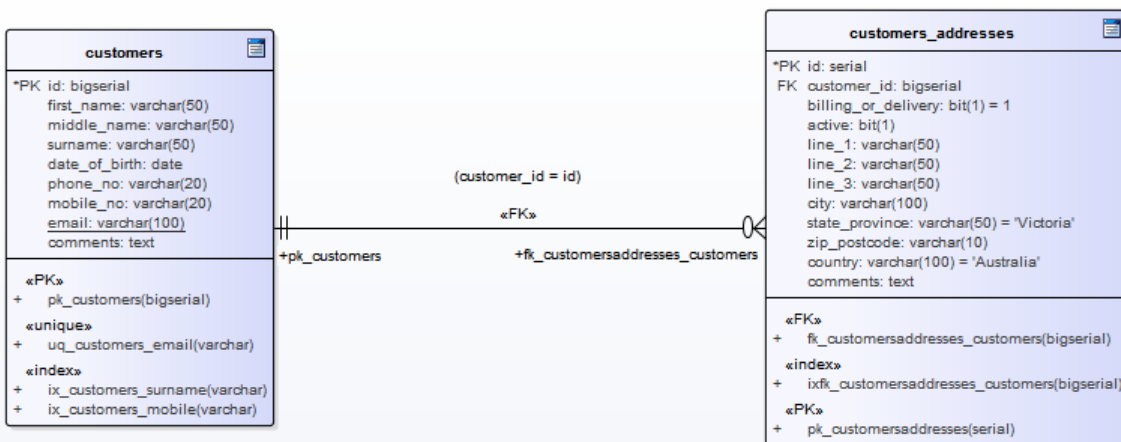 customers
*PK id: bigserial
first_name: varchar(50)
middle_name: varchar(50)
surname: varchar(50)
date_of_birth: date
phone_no: varchar(20)
mobile_no: varchar(20)
email: varchar(100)
comments: text
«PK»
+ pk_customers(bigserial)
«unique»
+ uq_customers_email(varchar)
«index»
+ ix_customers_surname(varchar)
+ ix_customers_mobile(varchar)
(customer_id = id)
«FK»
+pk_customers
+fk_customersaddresses_customers
customers_addresses
*PK id: serial
FK customer_id: bigserial
billing_or_delivery: bit(1) = 1
active: bit(1)
line_1: varchar(50)
line_2: varchar(50)
line_3: varchar(50)
city: varchar(100)
state_province: varchar(50) = 'Victoria'
zip_postcode: varchar(10)
country: varchar(100) = 'Australia'
comments: text
«FK»
+ fk_customersaddresses_customers(bigserial)
«index»
+ ixfk_customersaddresses_customers(bigserial)
«PK»
+ pk_customersaddresses(serial)